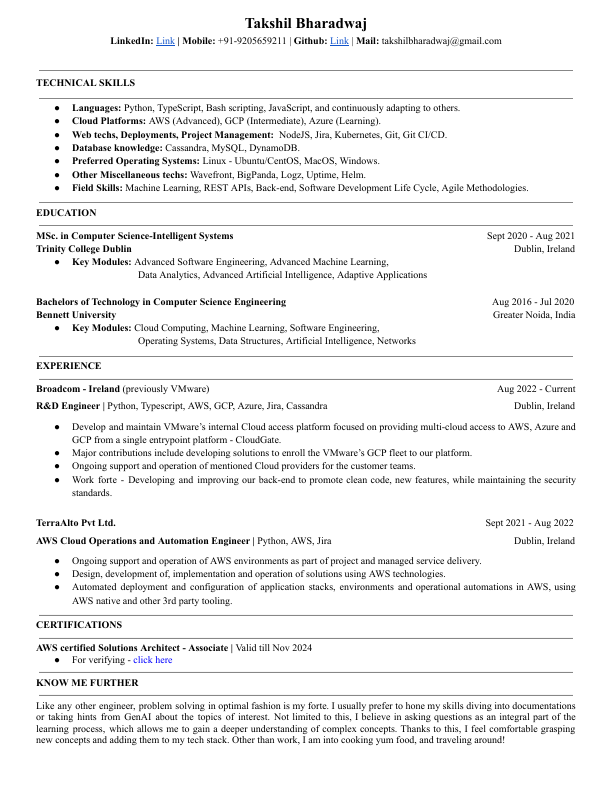 Takshil Bharadwaj
LinkedIn: Link | Mobile: +91-9205659211 | Github: Link | Mail: takshilbharadwaj@gmail.com
TECHNICAL SKILLS
● Languages: Python, TypeScript, Bash scripting, JavaScript, and continuously adapting to others.
● Cloud Platforms: AWS (Advanced), GCP (Intermediate), Azure (Learning).
● Web techs, Deployments, Project Management: NodeJS, Jira, Kubernetes, Git, Git CI/CD.
● Database knowledge: Cassandra, MySQL, DynamoDB.
● Preferred Operating Systems: Linux - Ubuntu/CentOS, MacOS, Windows.
● Other Miscellaneous techs: Wavefront, BigPanda, Logz, Uptime, Helm.
● Field Skills: Machine Learning, REST APIs, Back-end, Software Development Life Cycle, Agile Methodologies.
EDUCATION
MSc. in Computer Science-Intelligent Systems Sept 2020 - Aug 2021
Trinity College Dublin Dublin, Ireland
● Key Modules: Advanced Software Engineering, Advanced Machine Learning,
Data Analytics, Advanced Artificial Intelligence, Adaptive Applications
Bachelors of Technology in Computer Science Engineering Aug 2016 - Jul 2020
Bennett University Greater Noida, India
● Key Modules: Cloud Computing, Machine Learning, Software Engineering,
Operating Systems, Data Structures, Artificial Intelligence, Networks
EXPERIENCE
Broadcom - Ireland (previously VMware) Aug 2022 - Current
R&D Engineer | Python, Typescript, AWS, GCP, Azure, Jira, Cassandra Dublin, Ireland
● Develop and maintain VMware's internal Cloud access platform focused on providing multi-cloud access to AWS, Azure and
GCP from a single entrypoint platform - CloudGate.
● Major contributions include developing solutions to enroll the VMware's GCP fleet to our platform.
● Ongoing support and operation of mentioned Cloud providers for the customer teams.
● Work forte - Developing and improving our back-end to promote clean code, new features, while maintaining the security
standards.
TerraAlto Pvt Ltd. Sept 2021 - Aug 2022
AWS Cloud Operations and Automation Engineer | Python, AWS, Jira Dublin, Ireland
● Ongoing support and operation of AWS environments as part of project and managed service delivery.
● Design, development of, implementation and operation of solutions using AWS technologies.
● Automated deployment and configuration of application stacks, environments and operational automations in AWS, using
AWS native and other 3rd party tooling.
CERTIFICATIONS
AWS certified Solutions Architect - Associate | Valid till Nov 2024
● For verifying - click here
KNOW ME FURTHER
Like any other engineer, problem solving in optimal fashion is my forte. I usually prefer to hone my skills diving into documentations
or taking hints from GenAI about the topics of interest. Not limited to this, I believe in asking questions as an integral part of the
learning process, which allows me to gain a deeper understanding of complex concepts. Thanks to this, I feel comfortable grasping
new concepts and adding them to my tech stack. Other than work, I am into cooking yum food, and traveling around!